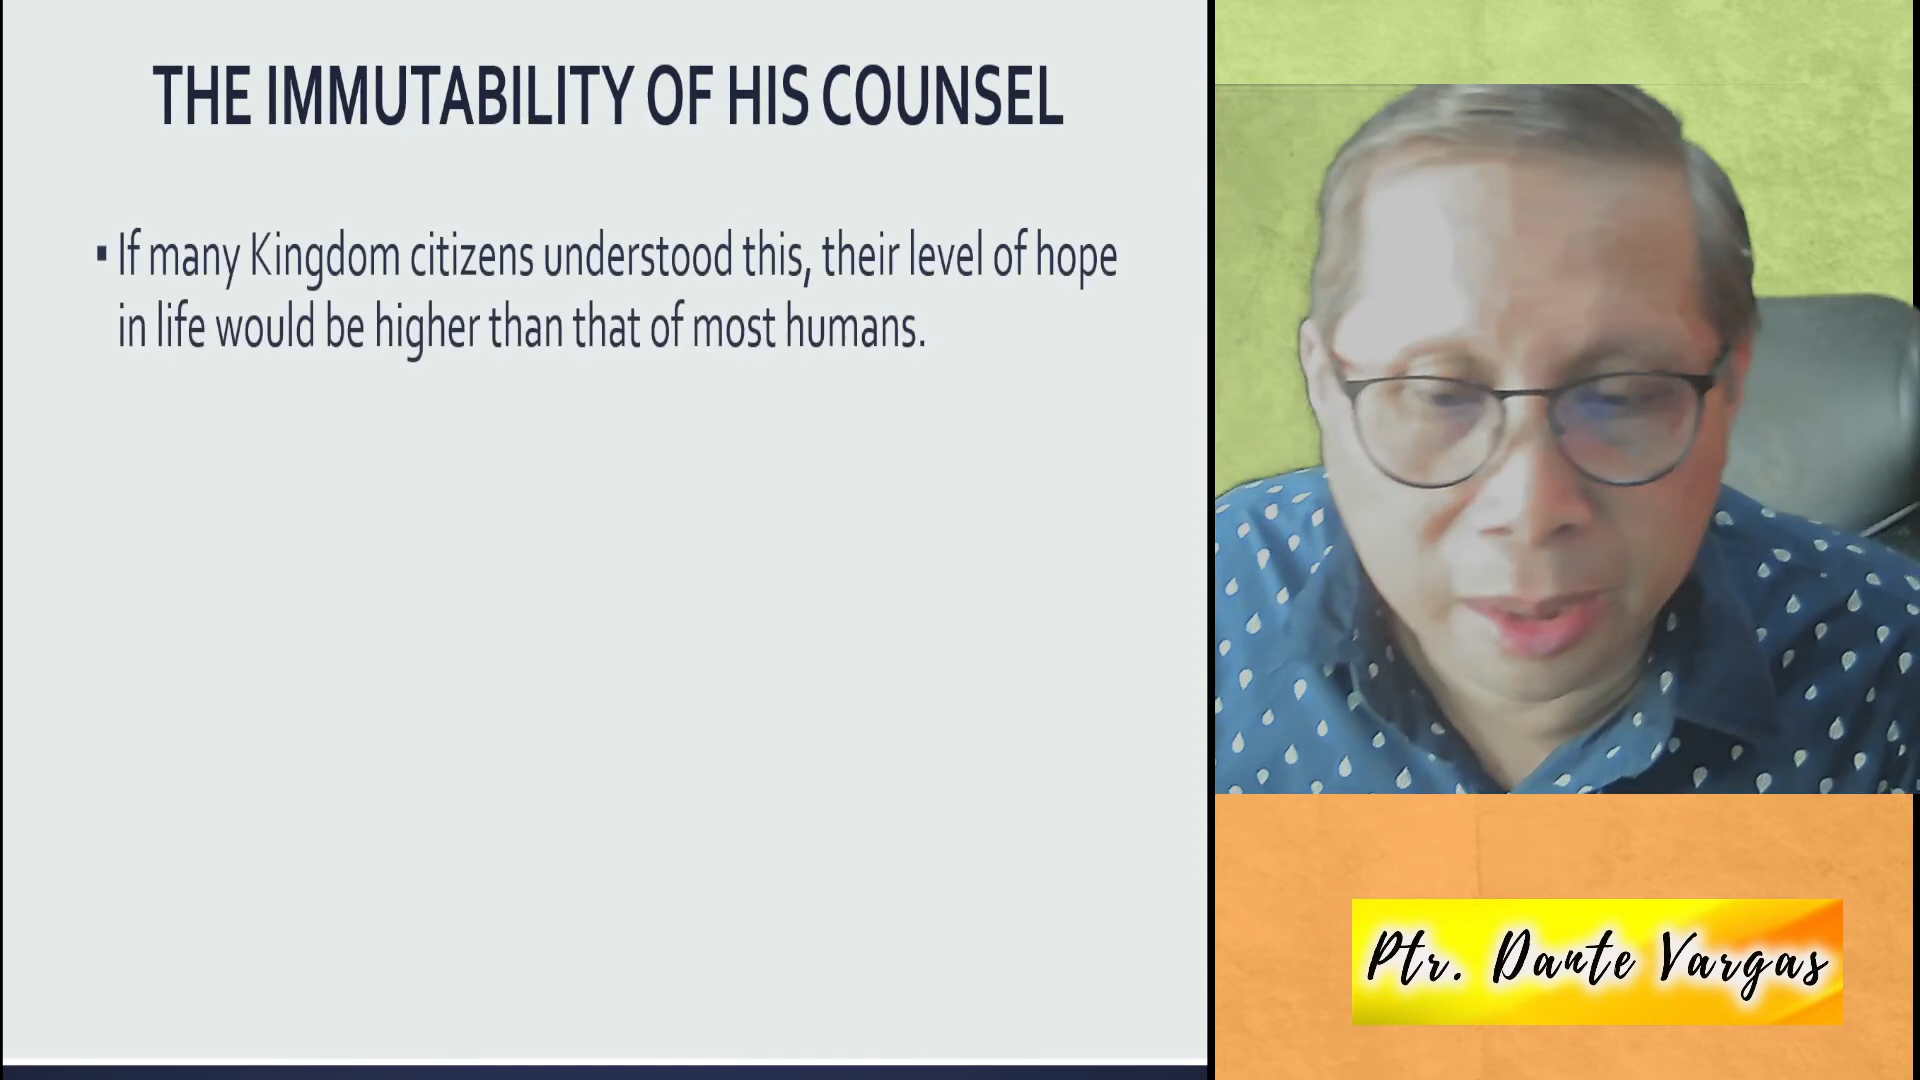 THE IMMUTABILITY OF HIS COUNSEL
▪ If many Kingdom citizens understood this, their level of hope
in life would be higher than that of most humans.
Ptr. Dante Vargas